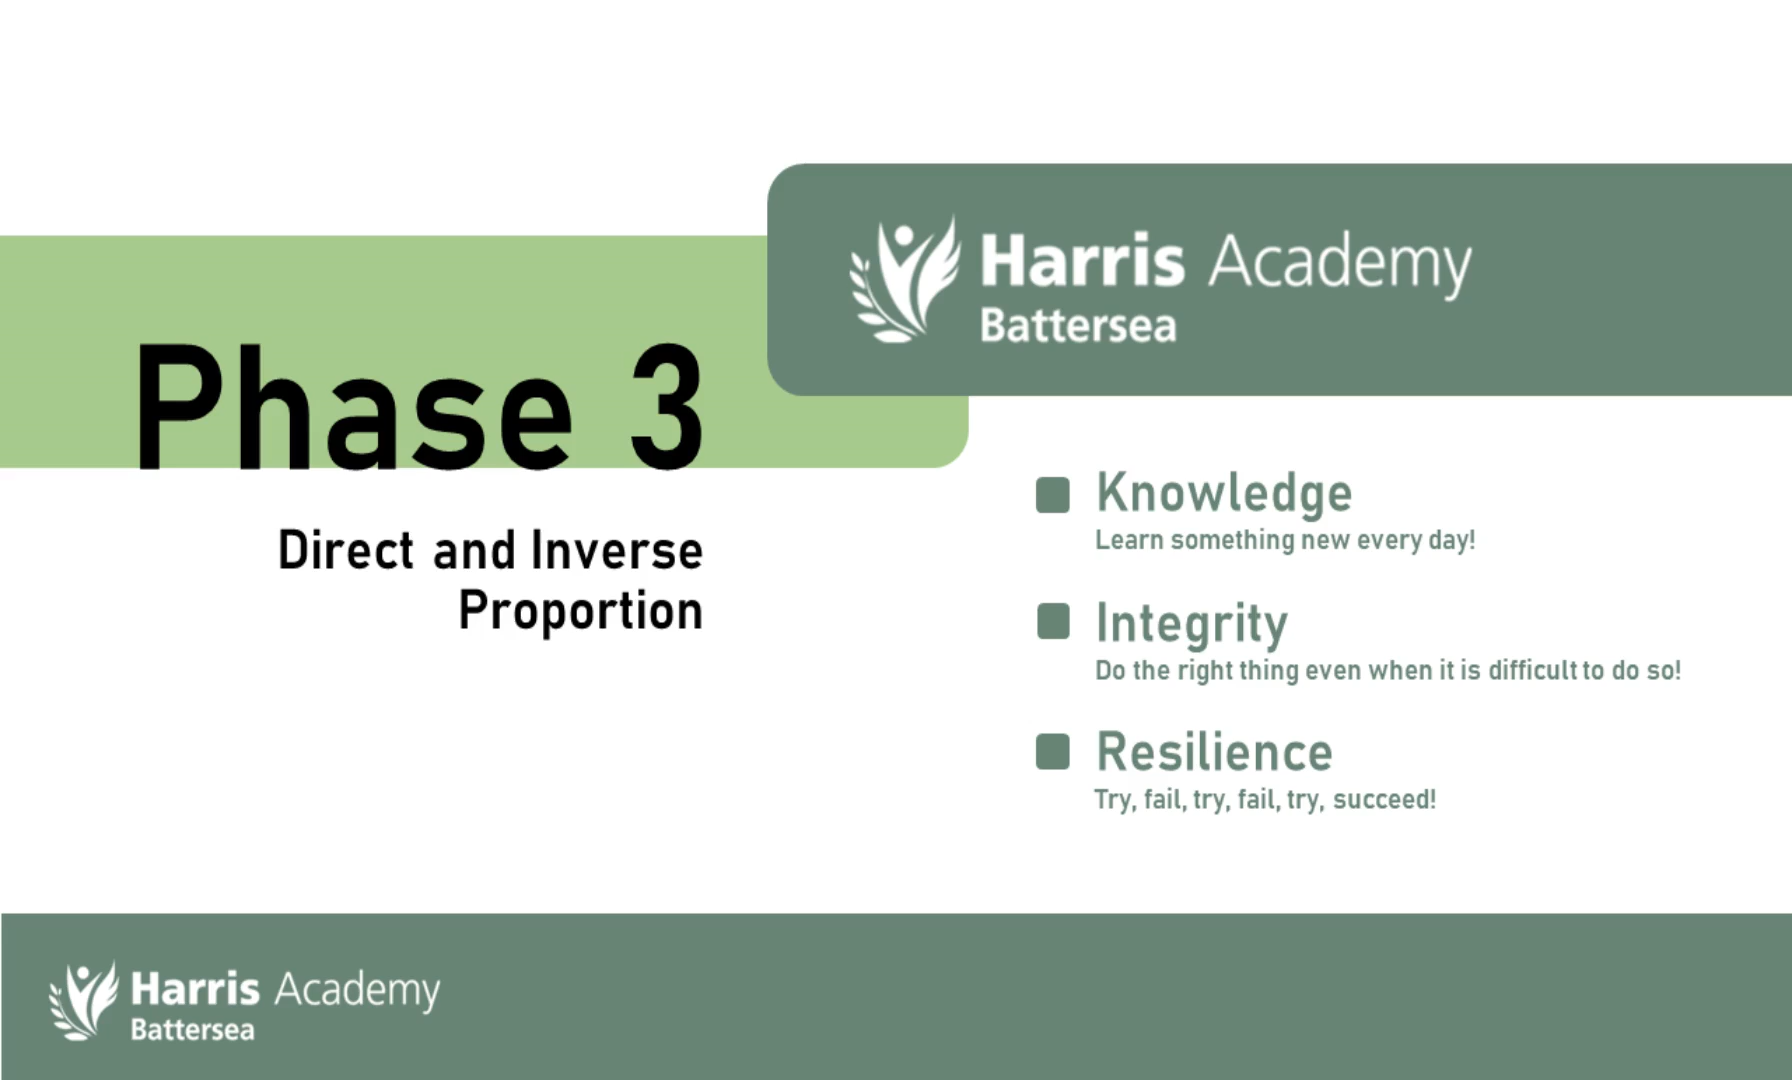 Harris Academy
Battersea
Phase 3
Direct and Inverse
Proportion
Knowledge
Learn something new every day!
Integrity
Do the right thing even when it is difficult to do so!
Resilience
Try, fail, try, fail, try, succeed!
Harris Academy
Battersea